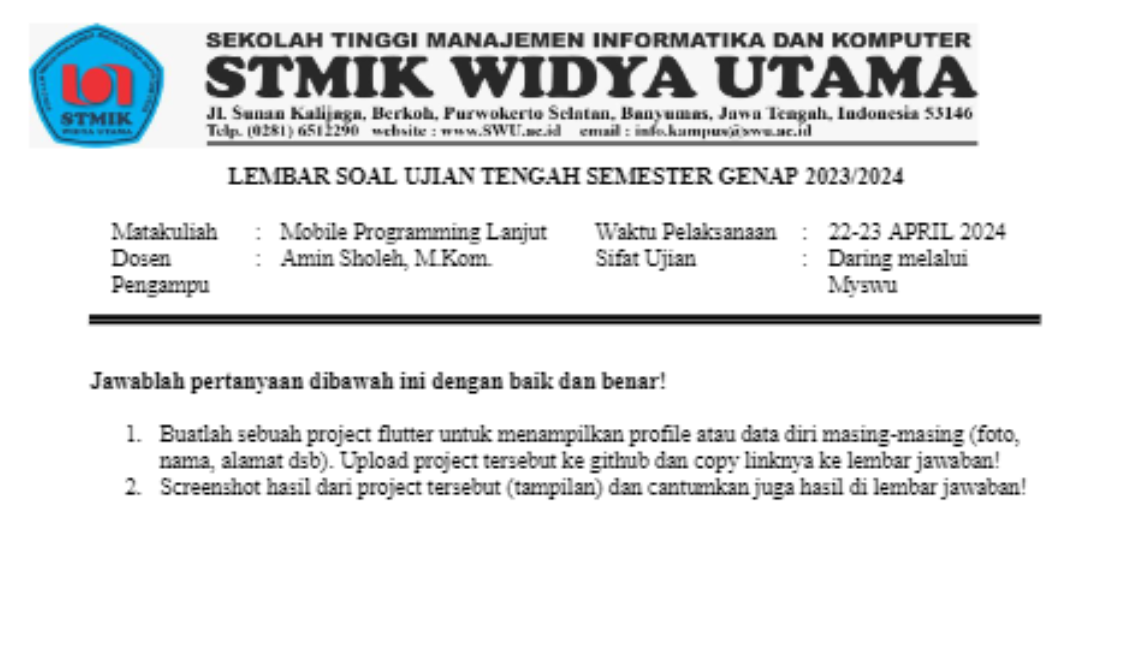 SEKOLAH TINGGI MANAJEMEN INFORMATIKA DAN KOMPUTER
STMIK WIDYA UTAMA
Jl. Sunan Kalijaga, Berkoh, Purwokerto Selatan, Banyumas, Jawa Tengah, Indonesia 53146
Telp. (0281) 6512290 website : www.SWU.ac.id email : info.kampus@swu.ac.id
STMIK
WIDYA UTAMA
LEMBAR SOAL UJIAN TENGAH SEMESTER GENAP 2023/2024
Matakuliah : Mobile Programming Lanjut Waktu Pelaksanaan : 22-23 APRIL 2024
Dosen : Amin Sholeh, M.Kom. Sifat Ujian : Daring melalui
Pengampu Myswu
Jawablah pertanyaan dibawah ini dengan baik dan benar!
1. Buatlah sebuah project flutter untuk menampilkan profile atau data diri masing-masing (foto,
nama, alamat dsb). Upload project tersebut ke github dan copy linknya ke lembar jawaban!
2. Screenshot hasil dari project tersebut (tampilan) dan cantumkan juga hasil di lembar jawaban!